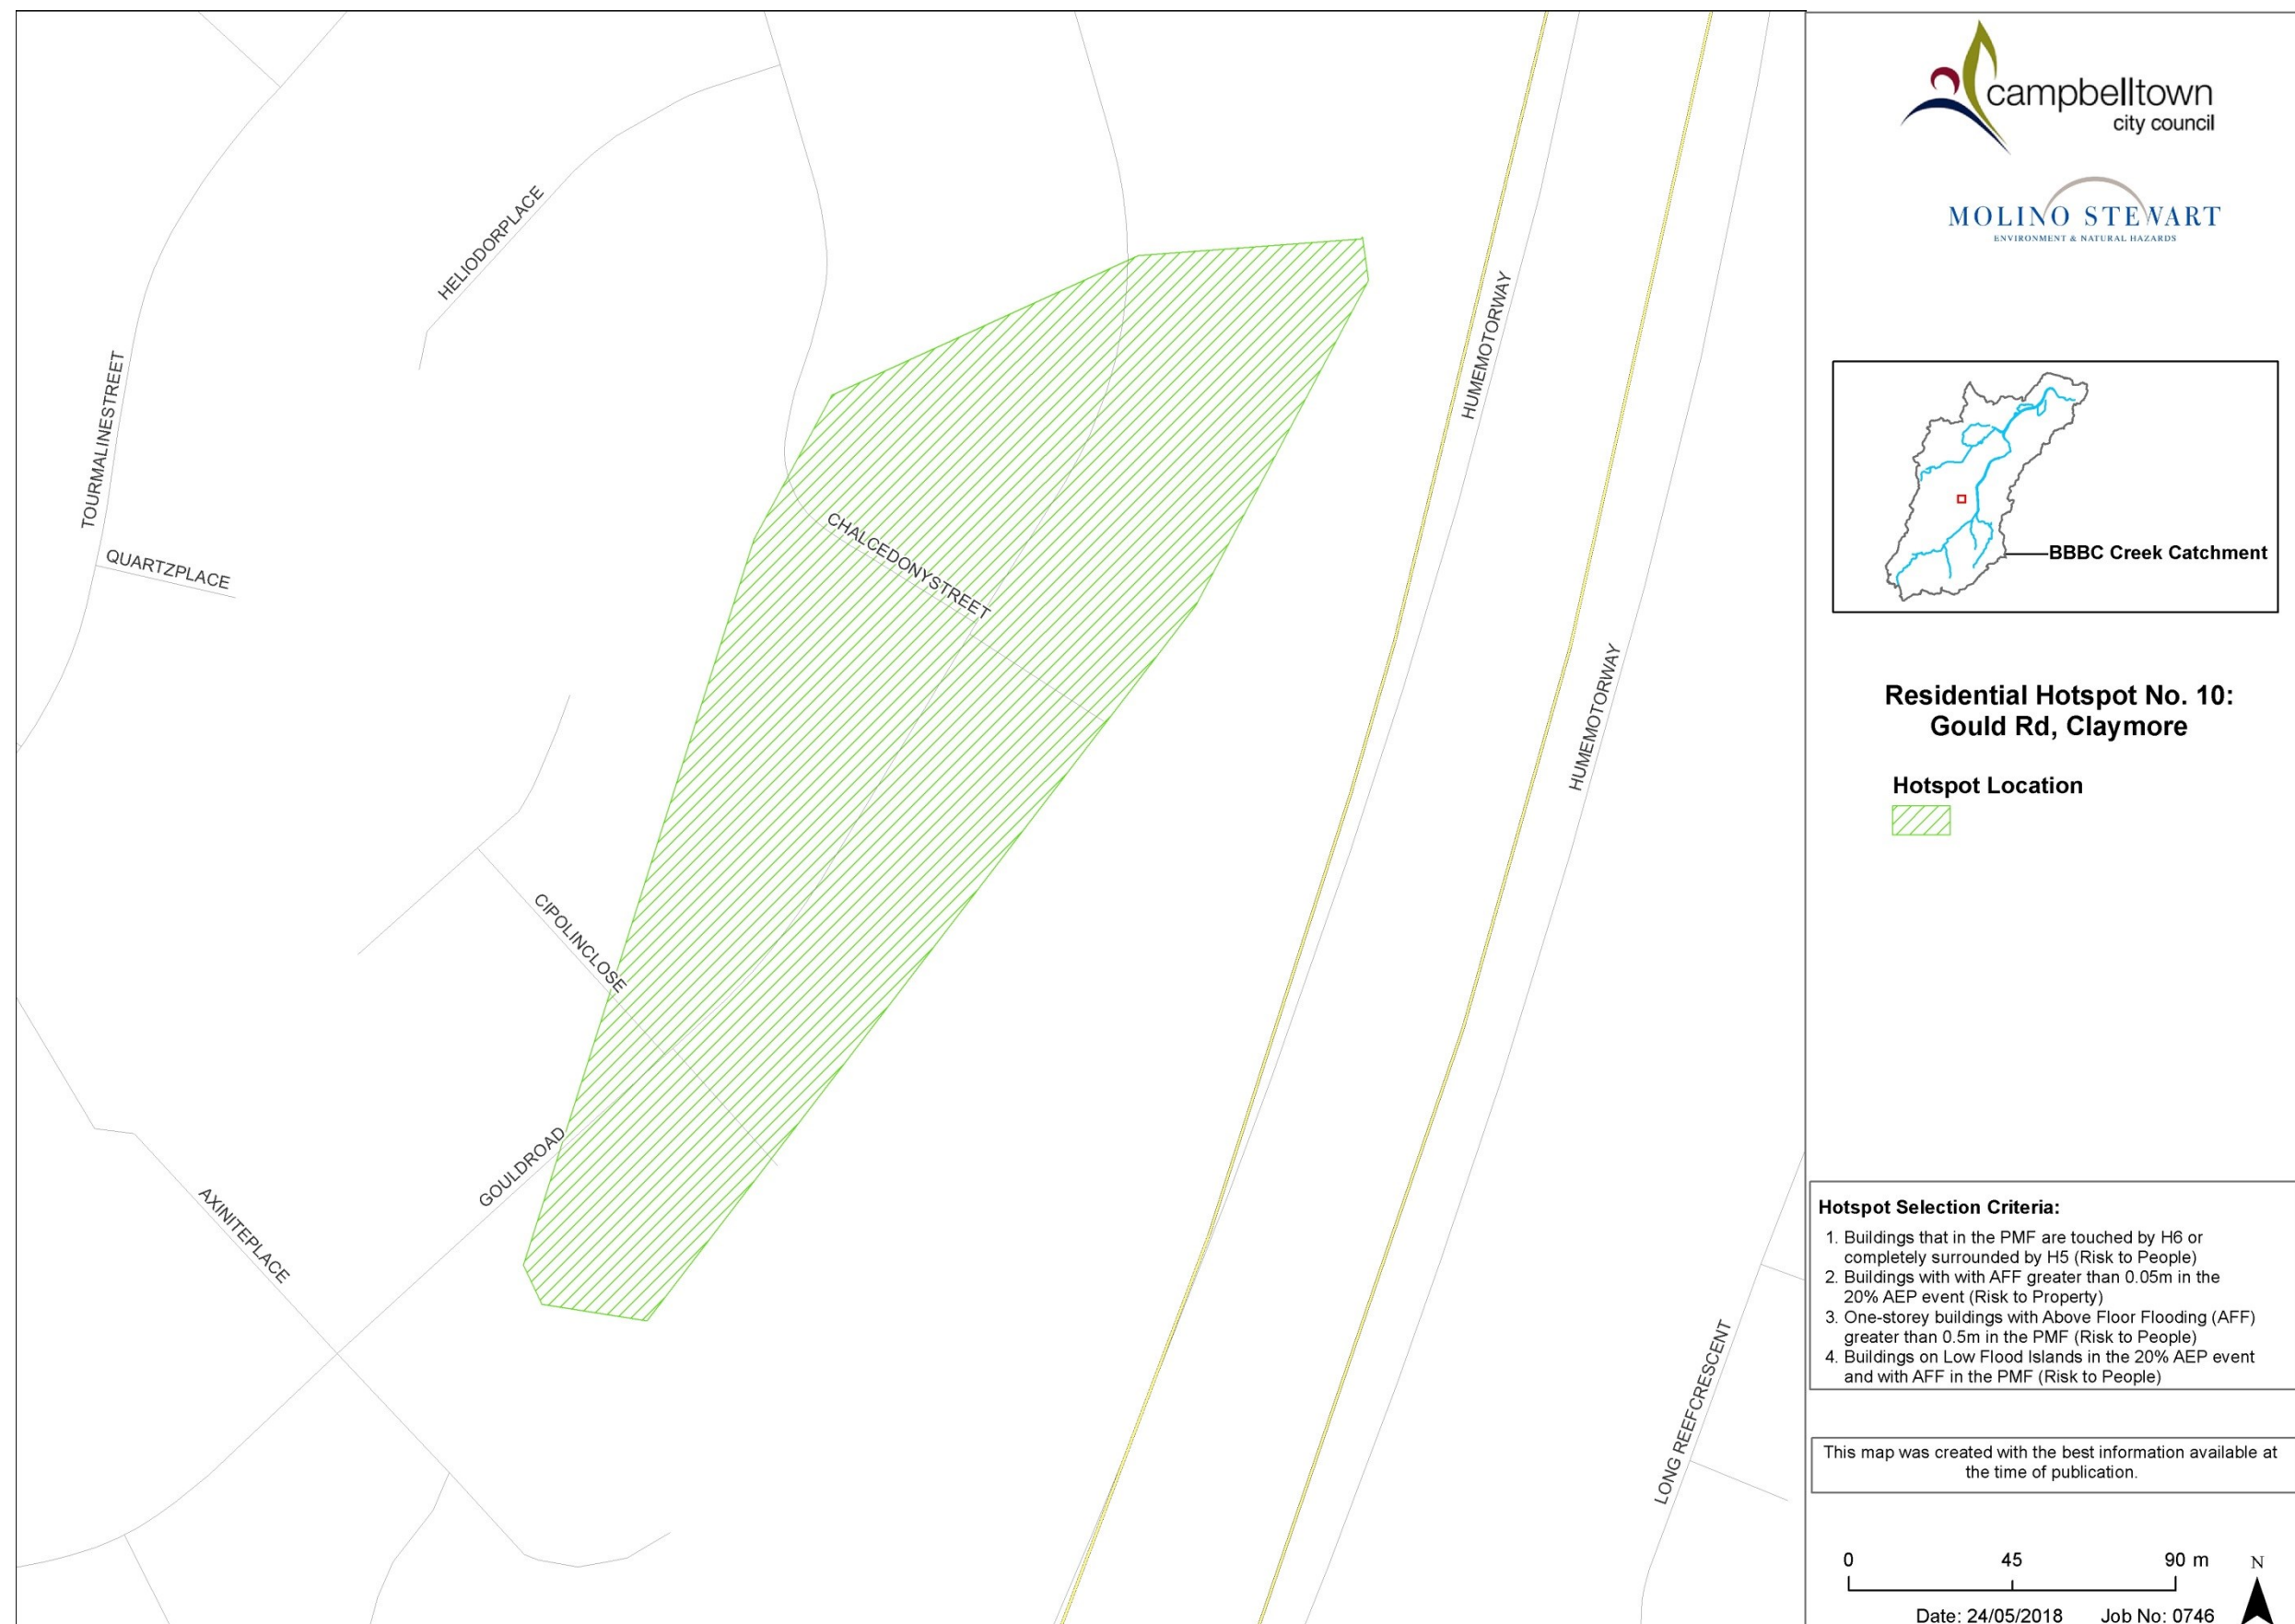 campbelltown
city council
MOLINO STEWART
ENVIRONMENT & NATURAL HAZARDS
HELIODORPLACE
TOURMALINESTREET
QUARTZPLACE
CHALCEDONYSTREET
HUMEMOTORWAY
HUMEMOTORWAY
CIPOLINCLOSE
GOULDROAD
AXINITEPLACE
LONG REEFCRESCENT
BBBC Creek Catchment
Residential Hotspot No. 10:
Gould Rd, Claymore
Hotspot Location
Hotspot Selection Criteria:
1. Buildings that in the PMF are touched by H6 or
completely surrounded by H5 (Risk to People)
2. Buildings with with AFF greater than 0.05m in the
20% AEP event (Risk to Property)
3. One-storey buildings with Above Floor Flooding (AFF)
greater than 0.5m in the PMF (Risk to People)
4. Buildings on Low Flood Islands in the 20% AEP event
and with AFF in the PMF (Risk to People)
This map was created with the best information available at
the time of publication.
0 45 90 m N
Date: 24/05/2018 Job No: 0746